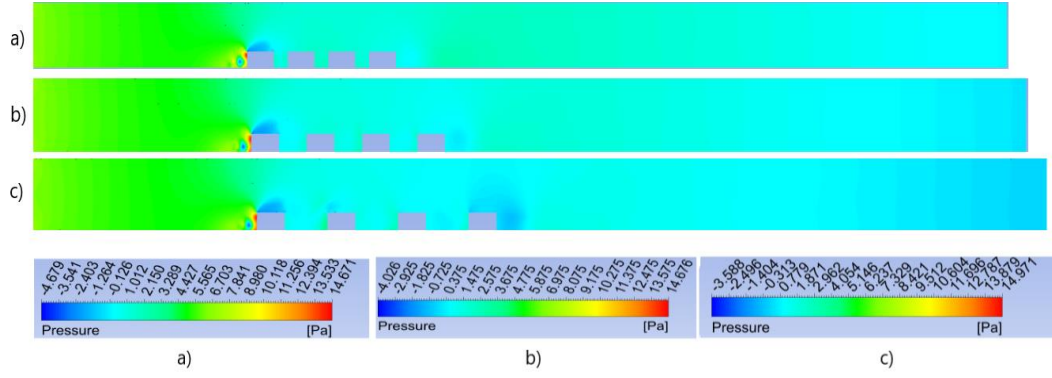 a)
b)
c)
-4.679 -3.541 -2.403 -1.264 -0.126 1.012 2.150 3.289 4.427 5.565 6.703 7.841 8.980 10.118 11.256 12.394 13.533 14.671
Pressure [Pa]
a)
-4.026 -2.925 -1.825 -0.725 0.375 1.475 2.575 3.675 4.775 5.875 6.975 8.075 9.175 10.275 11.375 12.475 13.575 14.676
Pressure [Pa]
b)
-3.588 -2.496 -1.404 -0.313 0.779 1.871 2.962 4.054 5.146 6.237 7.329 8.421 9.512 10.604 11.696 12.787 13.879 14.971
Pressure [Pa]
c)